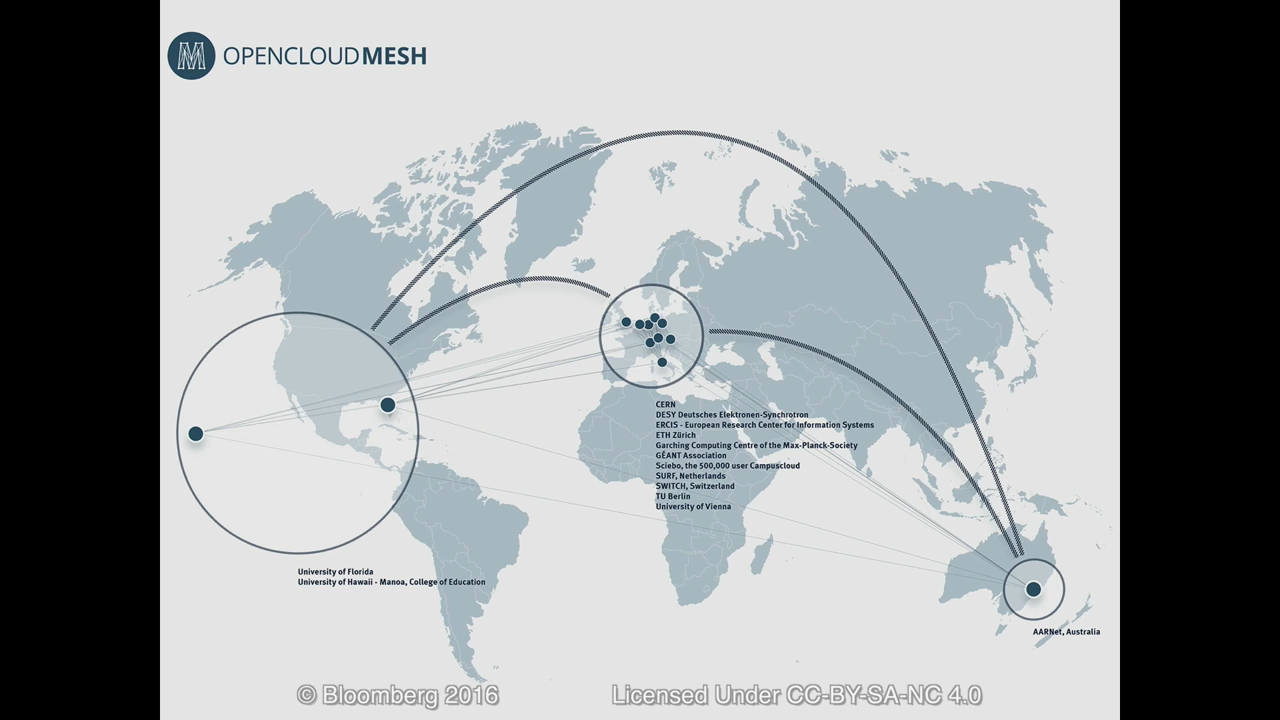 OPENCLOUDMESH
CERN
DESY Deutsches Elektronen-Synchrotron
ERCIS - European Research Center for Information Systems
ETH Zürich
Garching Computing Centre of the Max-Planck-Society
GÉANT Association
Sciebo, the 500,000 user Campuscloud
SURF, Netherlands
SWITCH, Switzerland
TU Berlin
University of Vienna
University of Florida
University of Hawaii - Manoa, College of Education
AARNet, Australia
© Bloomberg 2016
Licensed Under CC-BY-SA-NC 4.0